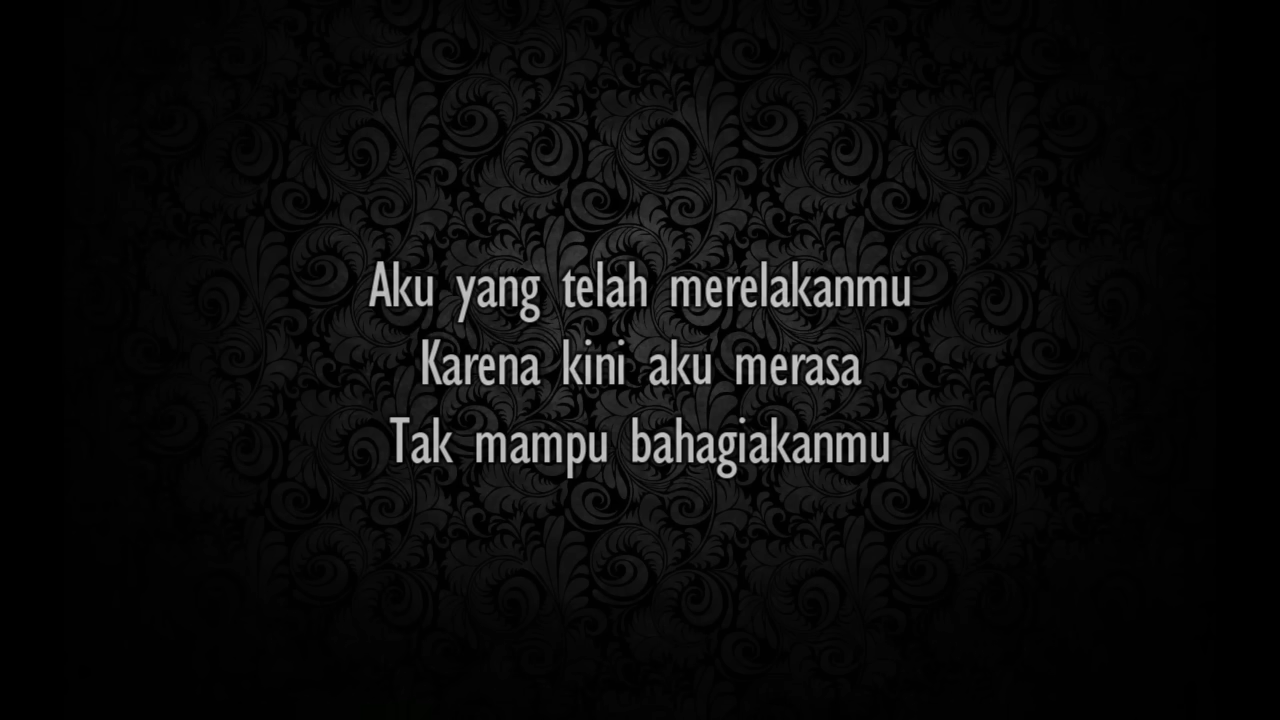 Aku yang telah merelakanmu
Karena kini aku merasa
Tak mampu bahagiakanmu